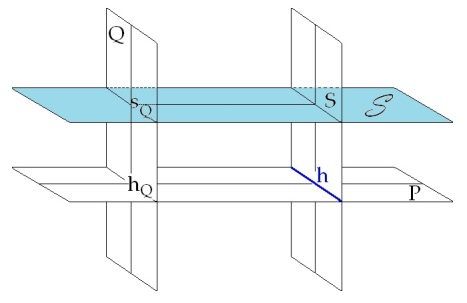 Q
s_Q S 𝒮
h
h_Q P